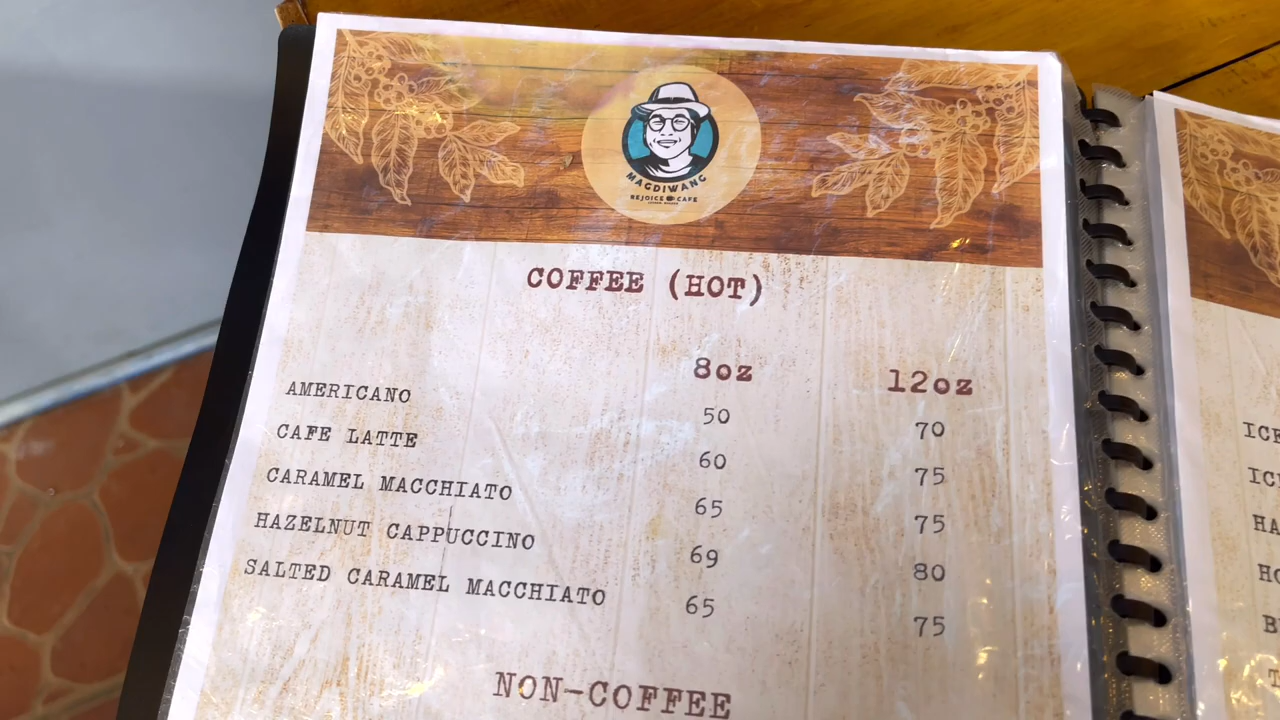 MAGDIWANG
REJOICE CAFE
COFFEE (HOT)
8oz 12oz
AMERICANO 50 70
CAFE LATTE 60 75
CARAMEL MACCHIATO 65 75
HAZELNUT CAPPUCCINO 69 80
SALTED CARAMEL MACCHIATO 65 75
NON-COFFEE
ICE